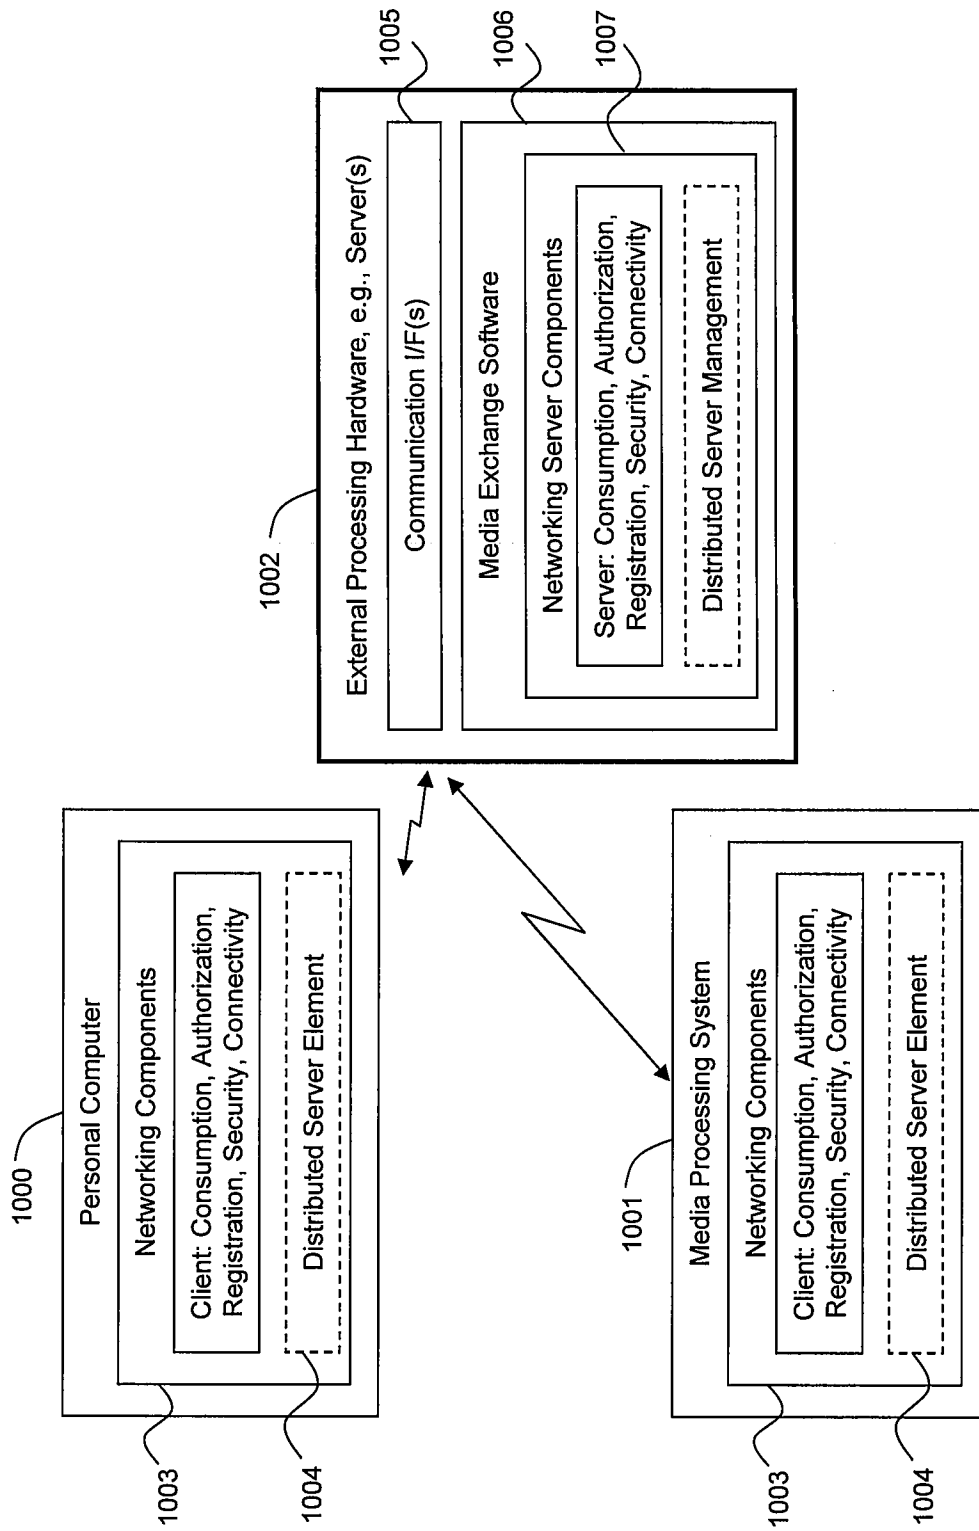 1000
Personal Computer
Networking Components
Client: Consumption, Authorization,
Registration, Security, Connectivity
Distributed Server Element
1003
1004
1002
External Processing Hardware, e.g., Server(s)
Communication I/F(s)
Media Exchange Software
Networking Server Components
Server: Consumption, Authorization,
Registration, Security, Connectivity
Distributed Server Management
1005
1006
1007
1001
Media Processing System
Networking Components
Client: Consumption, Authorization,
Registration, Security, Connectivity
Distributed Server Element
1003
1004